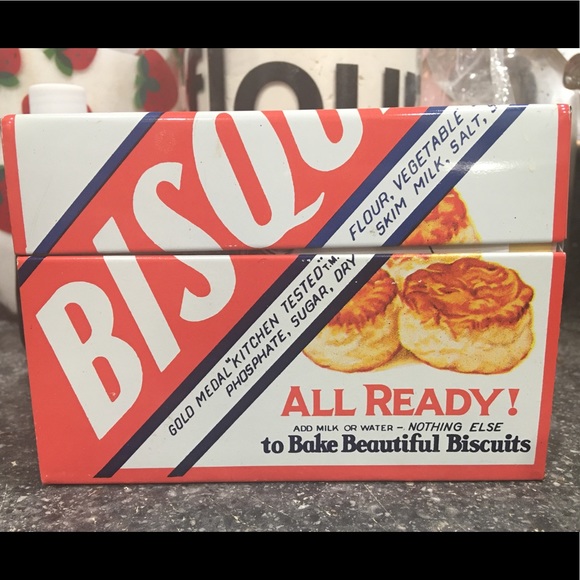 BISQU
GOLD MEDAL "KITCHEN TESTED"T.M. FLOUR, VEGETABLE
PHOSPHATE, SUGAR, DRY SKIM MILK, SALT, S
ALL READY!
ADD MILK OR WATER - NOTHING ELSE
to Bake Beautiful Biscuits
OU